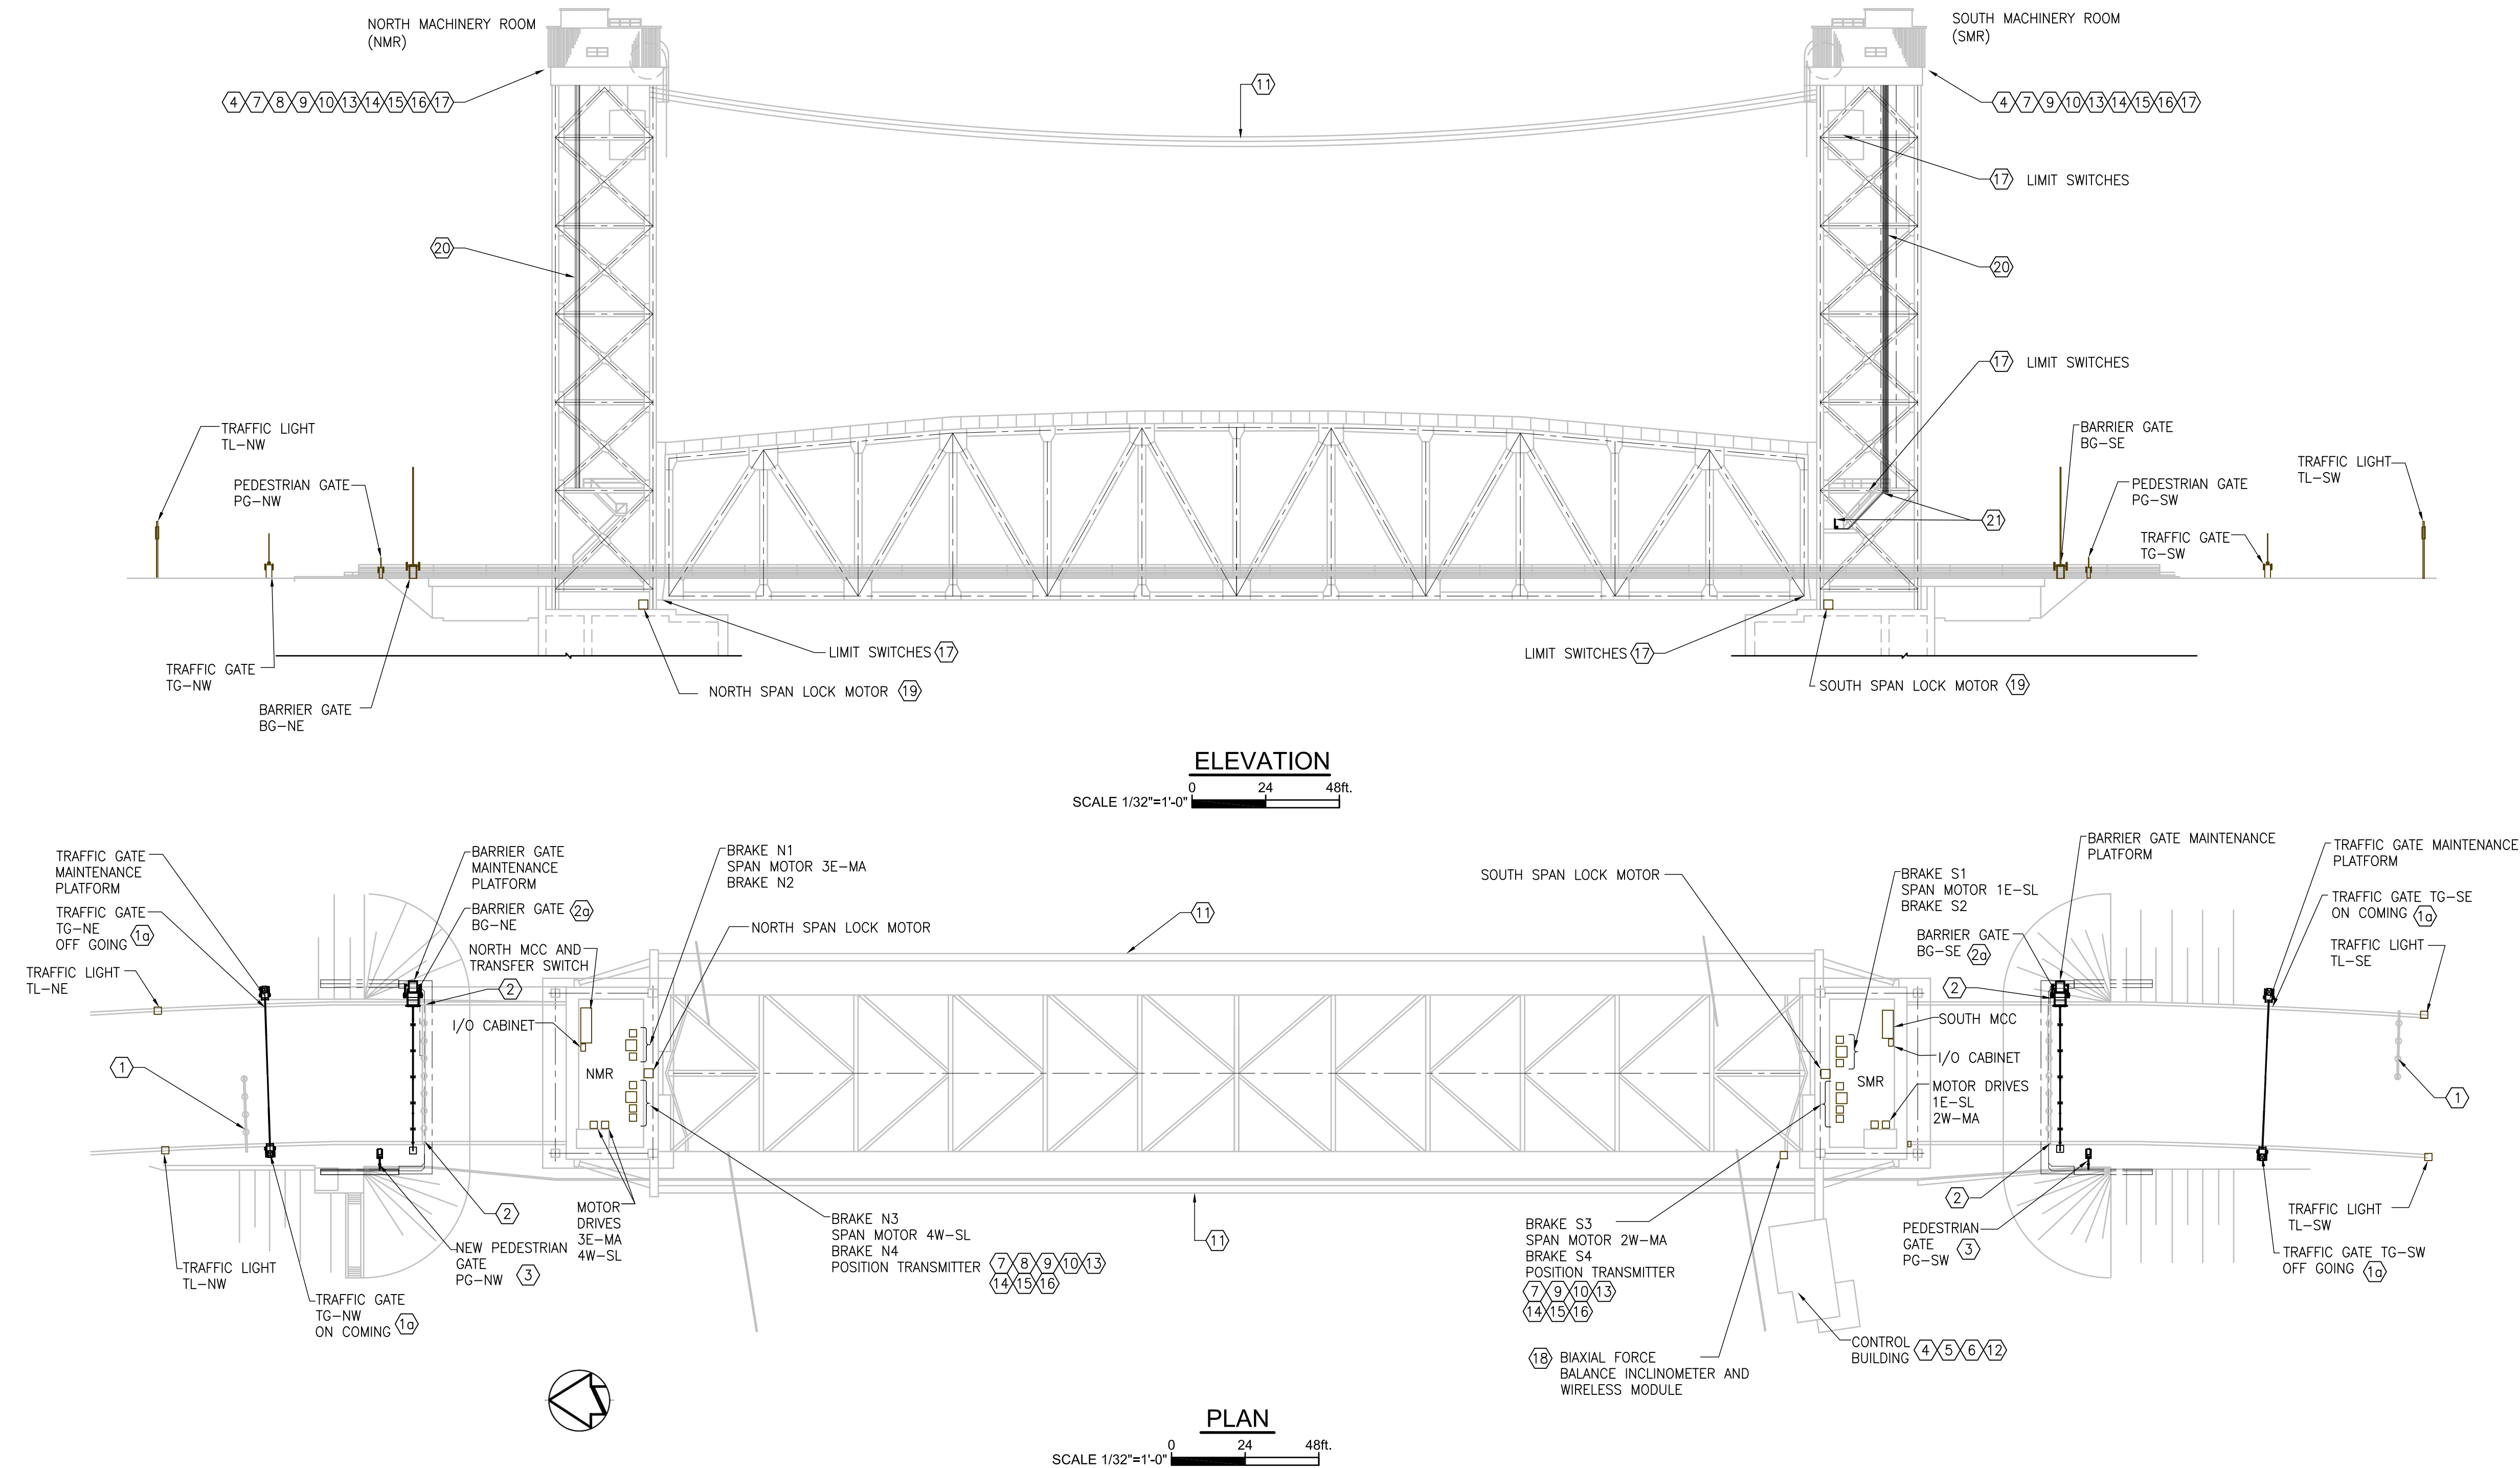 NORTH MACHINERY ROOM
(NMR)
4 7 8 9 10 13 14 15 16 17
11
SOUTH MACHINERY ROOM
(SMR)
4 7 9 10 13 14 15 16 17
17 LIMIT SWITCHES
20
20
17 LIMIT SWITCHES
TRAFFIC LIGHT
TL-NW
PEDESTRIAN GATE
PG-NW
BARRIER GATE
BG-SE
PEDESTRIAN GATE
PG-SW
TRAFFIC LIGHT
TL-SW
21
TRAFFIC GATE
TG-SW
TRAFFIC GATE
TG-NW
BARRIER GATE
BG-NE
LIMIT SWITCHES 17
NORTH SPAN LOCK MOTOR 19
LIMIT SWITCHES 17
SOUTH SPAN LOCK MOTOR 19
ELEVATION
0 24 48ft.
SCALE 1/32"=1'-0"
TRAFFIC GATE
MAINTENANCE
PLATFORM
TRAFFIC GATE
TG-NE
OFF GOING 1a
TRAFFIC LIGHT
TL-NE
1
BARRIER GATE
MAINTENANCE
PLATFORM
BARRIER GATE 2a
BG-NE
NORTH MCC AND
TRANSFER SWITCH
2
I/O CABINET
NMR
BRAKE N1
SPAN MOTOR 3E-MA
BRAKE N2
NORTH SPAN LOCK MOTOR
11
SOUTH SPAN LOCK MOTOR
BRAKE S1
SPAN MOTOR 1E-SL
BRAKE S2
BARRIER GATE
BG-SE 2a
BARRIER GATE MAINTENANCE
PLATFORM
TRAFFIC GATE MAINTENANCE
PLATFORM
TRAFFIC GATE TG-SE
ON COMING 1a
TRAFFIC LIGHT
TL-SE
2
SOUTH MCC
I/O CABINET
SMR
MOTOR DRIVES
1E-SL
2W-MA
1
2
TRAFFIC LIGHT
TL-NW
TRAFFIC GATE
TG-NW
ON COMING 1a
NEW PEDESTRIAN
GATE
PG-NW 3
MOTOR
DRIVES
3E-MA
4W-SL
BRAKE N3
SPAN MOTOR 4W-SL
BRAKE N4
POSITION TRANSMITTER 7 8 9 10 13
14 15 16
11
BRAKE S3
SPAN MOTOR 2W-MA
BRAKE S4
POSITION TRANSMITTER
7 9 10 13
14 15 16
18 BIAXIAL FORCE
BALANCE INCLINOMETER AND
WIRELESS MODULE
CONTROL
BUILDING 4 5 6 12
2
PEDESTRIAN
GATE
PG-SW 3
TRAFFIC LIGHT
TL-SW
TRAFFIC GATE TG-SW
OFF GOING 1a
PLAN
0 24 48ft.
SCALE 1/32"=1'-0"